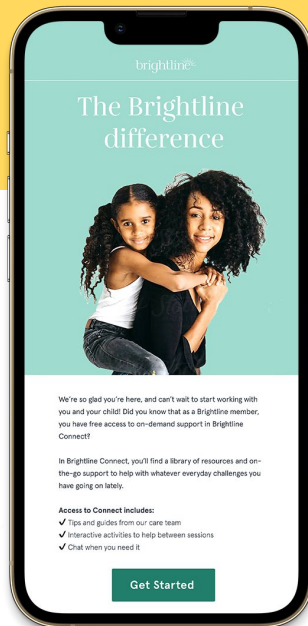 brightline
The Brightline
difference
We're so glad you're here, and can't wait to start working with
you and your child! Did you know that as a Brightline member,
you have free access to on-demand support in Brightline
Connect?
In Brightline Connect, you'll find a library of resources and on-
the-go support to help with whatever everyday challenges you
have going on lately.
Access to Connect includes:
✓ Tips and guides from our care team
✓ Interactive activities to help between sessions
✓ Chat when you need it
Get Started